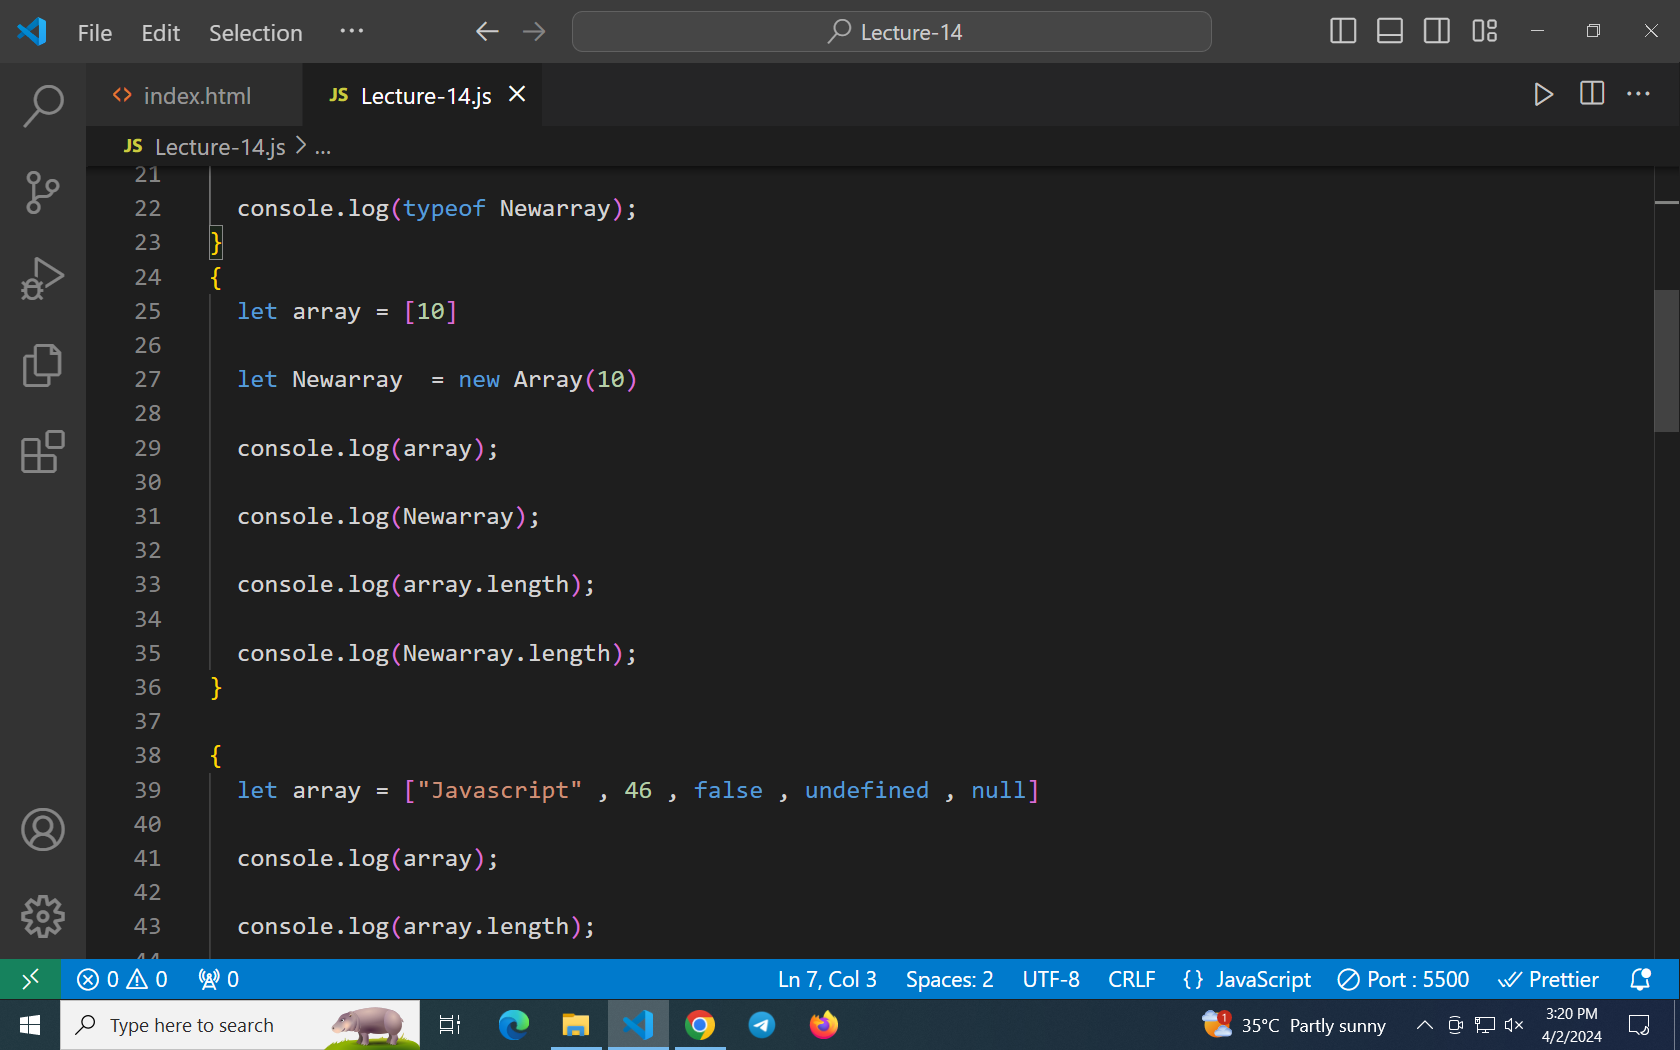 File Edit Selection ···
Lecture-14
index.html
JS Lecture-14.js
JS Lecture-14.js > ...
21
22 console.log(typeof Newarray);
23 }
24 {
25 let array = [10]
26
27 let Newarray  = new Array(10)
28
29 console.log(array);
30
31 console.log(Newarray);
32
33 console.log(array.length);
34
35 console.log(Newarray.length);
36 }
37
38 {
39 let array = ["Javascript" , 46 , false , undefined , null]
40
41 console.log(array);
42
43 console.log(array.length);
44
0 0 0 Ln 7, Col 3 Spaces: 2 UTF-8 CRLF {} JavaScript Port : 5500 Prettier
Type here to search 1 35°C Partly sunny 3:20 PM
4/2/2024